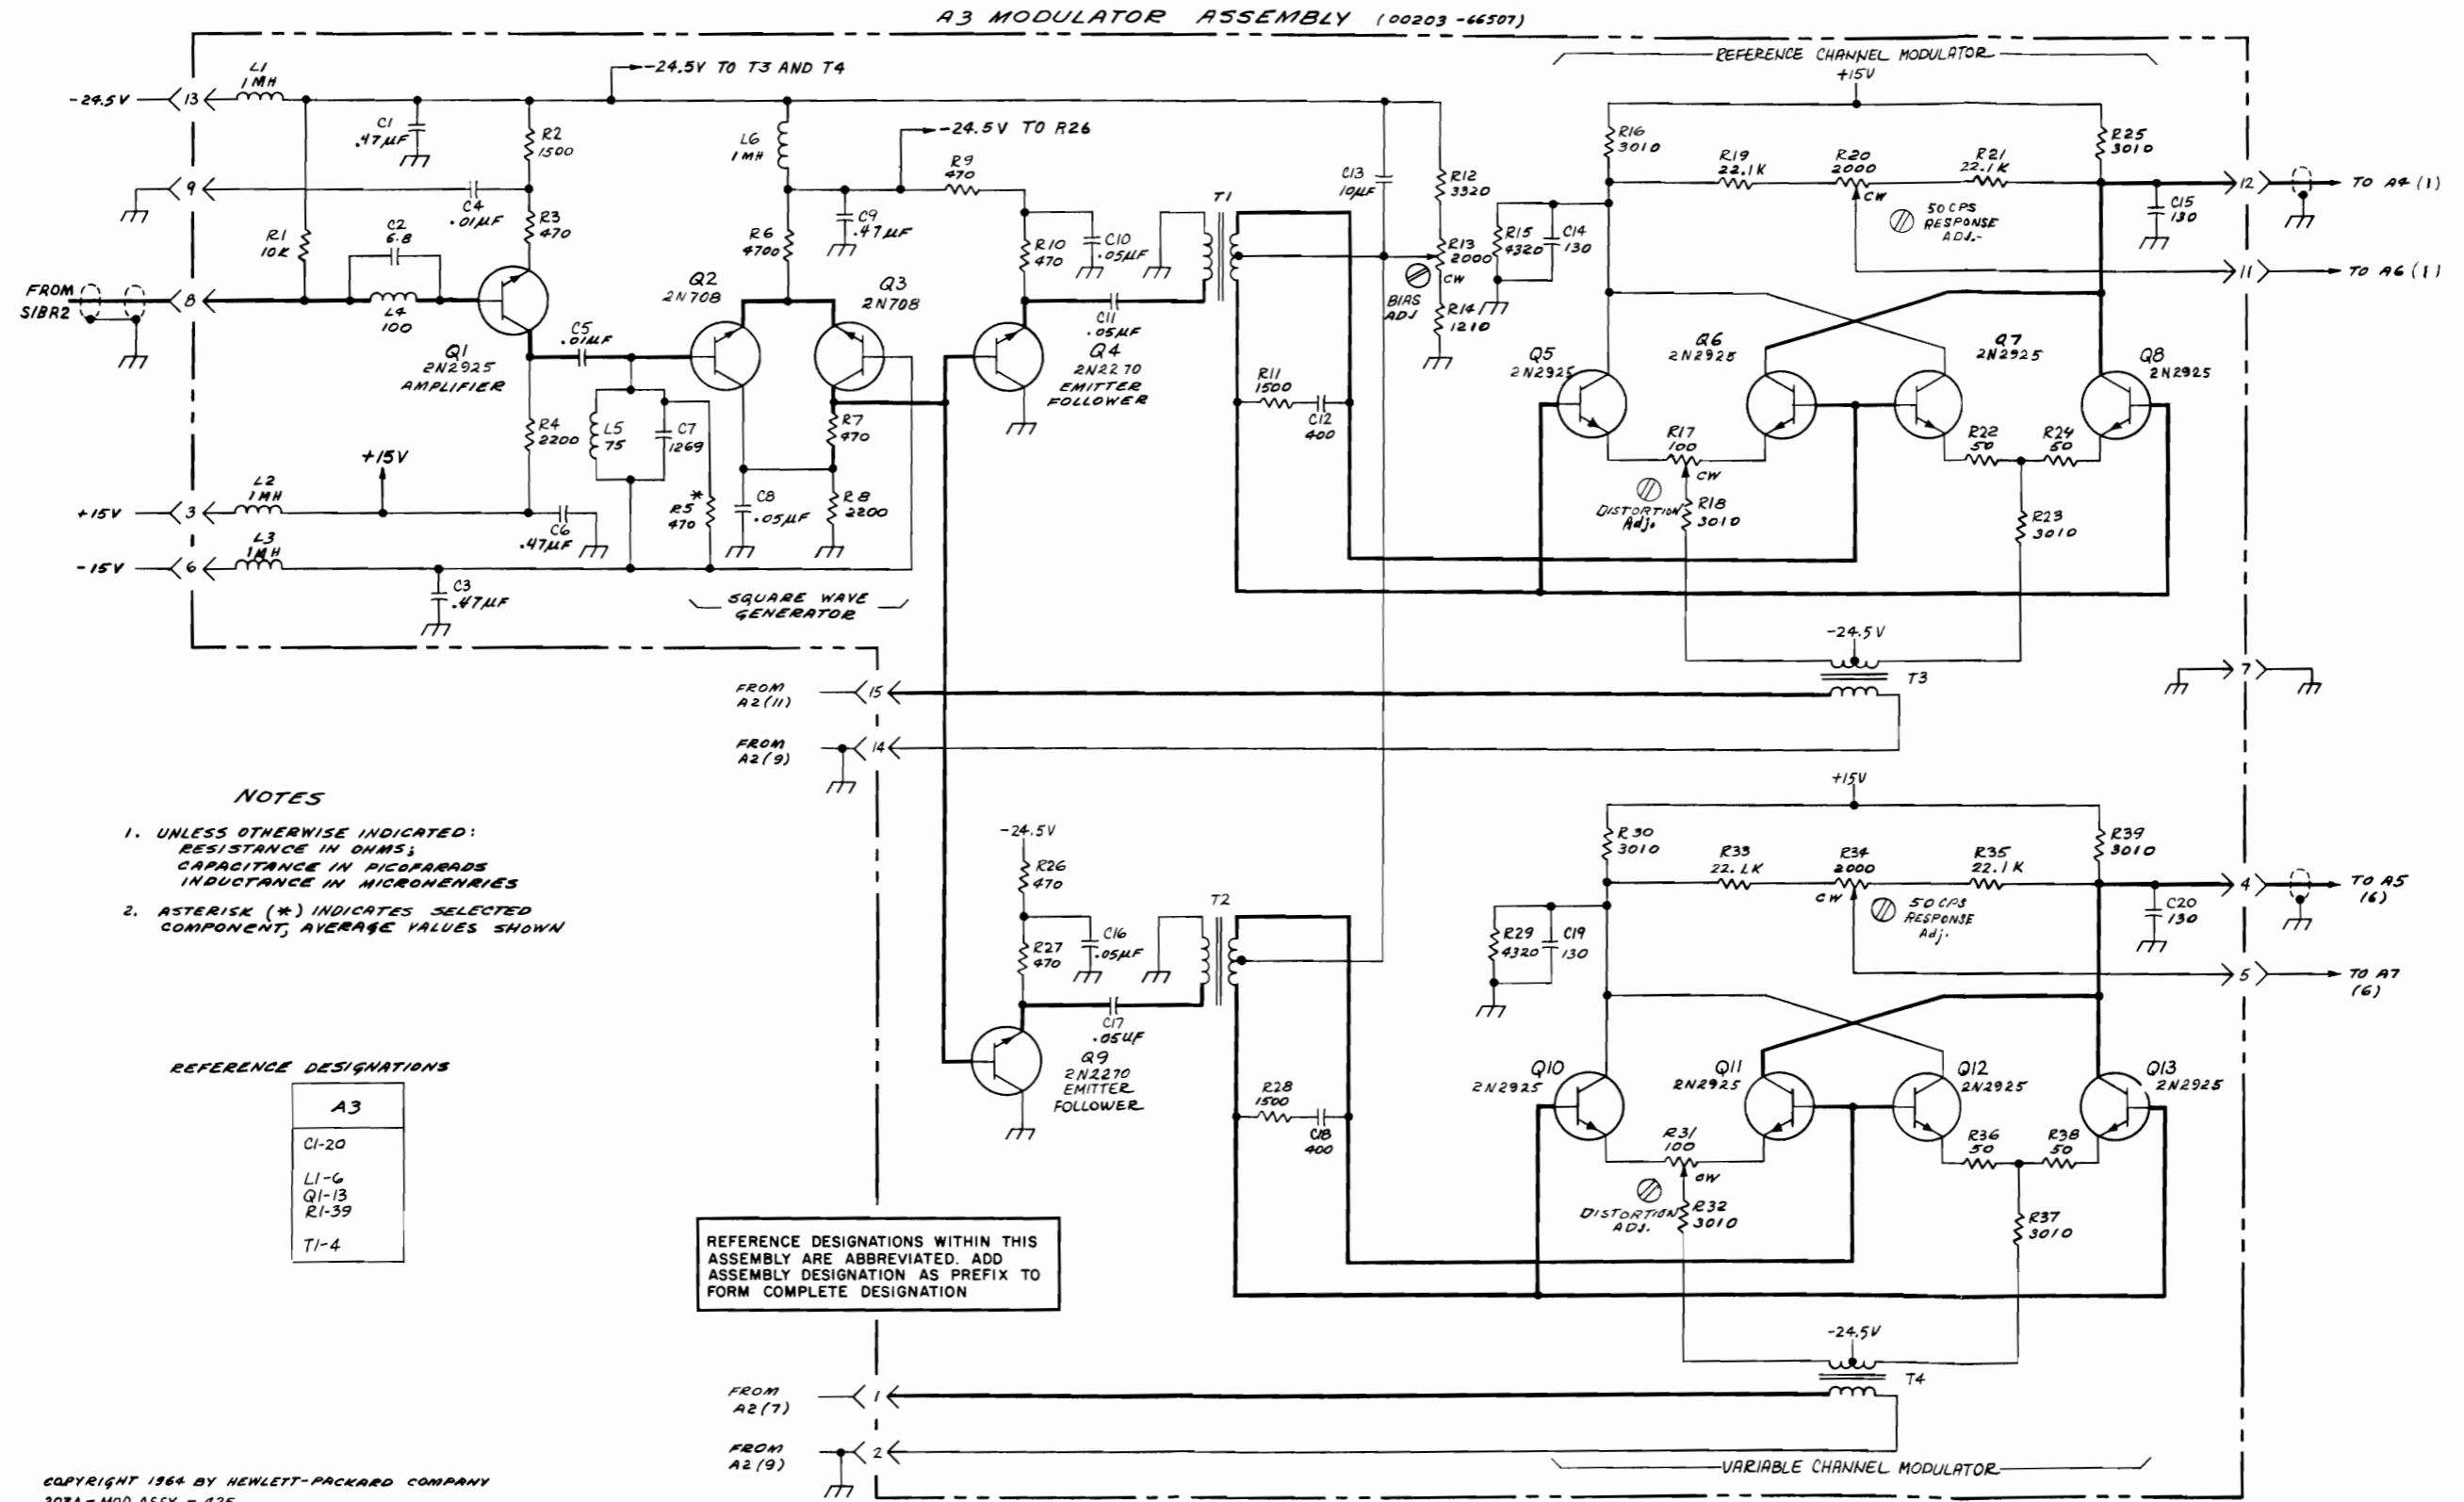 A3 MODULATOR ASSEMBLY (00203-66507)
REFERENCE CHANNEL MODULATOR
+15V
-24.5V TO T3 AND T4
L1
1MH
-24.5V
13
C1
.47µF
R2
1500
L6
1MH
-24.5V TO R26
R9
470
C13
10µF
R12
3320
R16
3010
R19
22.1K
R20
2000
CW
R21
22.1K
R25
3010
12
TO A4(1)
C15
130
50 CPS
RESPONSE
ADJ.-
9
C4
.01µF
R3
470
R1
10K
C2
6.8
L4
100
R6
4700
C9
.47µF
R10
470
C10
.05µF
T1
R13
2000
CW
BIAS
ADJ
R14
1210
R15
4320
C14
130
11
TO A6(1)
FROM
S1BR2
8
Q1
2N2925
AMPLIFIER
C5
.01µF
Q2
2N708
Q3
2N708
C11
.05µF
Q4
2N2270
EMITTER
FOLLOWER
R11
1500
C12
400
Q5
2N2925
Q6
2N2925
Q7
2N2925
Q8
2N2925
R4
2200
L5
75
C7
1269
R7
470
R17
100
CW
R22
50
R24
50
+15V
L2
1MH
+15V
3
C6
.47µF
*
R5
470
C8
.05µF
R8
2200
DISTORTION
Adj.
R18
3010
R23
3010
L3
1MH
-15V
6
C3
.47µF
SQUARE WAVE
GENERATOR
-24.5V
T3
7
FROM
A2(11)
15
FROM
A2(9)
14
NOTES
1. UNLESS OTHERWISE INDICATED:
RESISTANCE IN OHMS;
CAPACITANCE IN PICOFARADS
INDUCTANCE IN MICROHENRIES
2. ASTERISK (*) INDICATES SELECTED
COMPONENT, AVERAGE VALUES SHOWN
+15V
-24.5V
R26
470
R30
3010
R33
22.1K
R34
2000
CW
R35
22.1K
R39
3010
4
TO A5
(6)
C20
130
50 CPS
RESPONSE
Adj.
R27
470
C16
.05µF
T2
R29
4320
C19
130
5
TO A7
(6)
C17
.05µF
Q9
2N2270
EMITTER
FOLLOWER
R28
1500
C18
400
Q10
2N2925
Q11
2N2925
Q12
2N2925
Q13
2N2925
R31
100
CW
R36
50
R38
50
DISTORTION
ADJ.
R32
3010
R37
3010
REFERENCE DESIGNATIONS
A3
C1-20
L1-6
Q1-13
R1-39
T1-4
REFERENCE DESIGNATIONS WITHIN THIS
ASSEMBLY ARE ABBREVIATED. ADD
ASSEMBLY DESIGNATION AS PREFIX TO
FORM COMPLETE DESIGNATION
-24.5V
T4
FROM
A2(7)
1
FROM
A2(9)
2
VARIABLE CHANNEL MODULATOR
COPYRIGHT 1964 BY HEWLETT-PACKARD COMPANY
203A-MOD ASSY-425